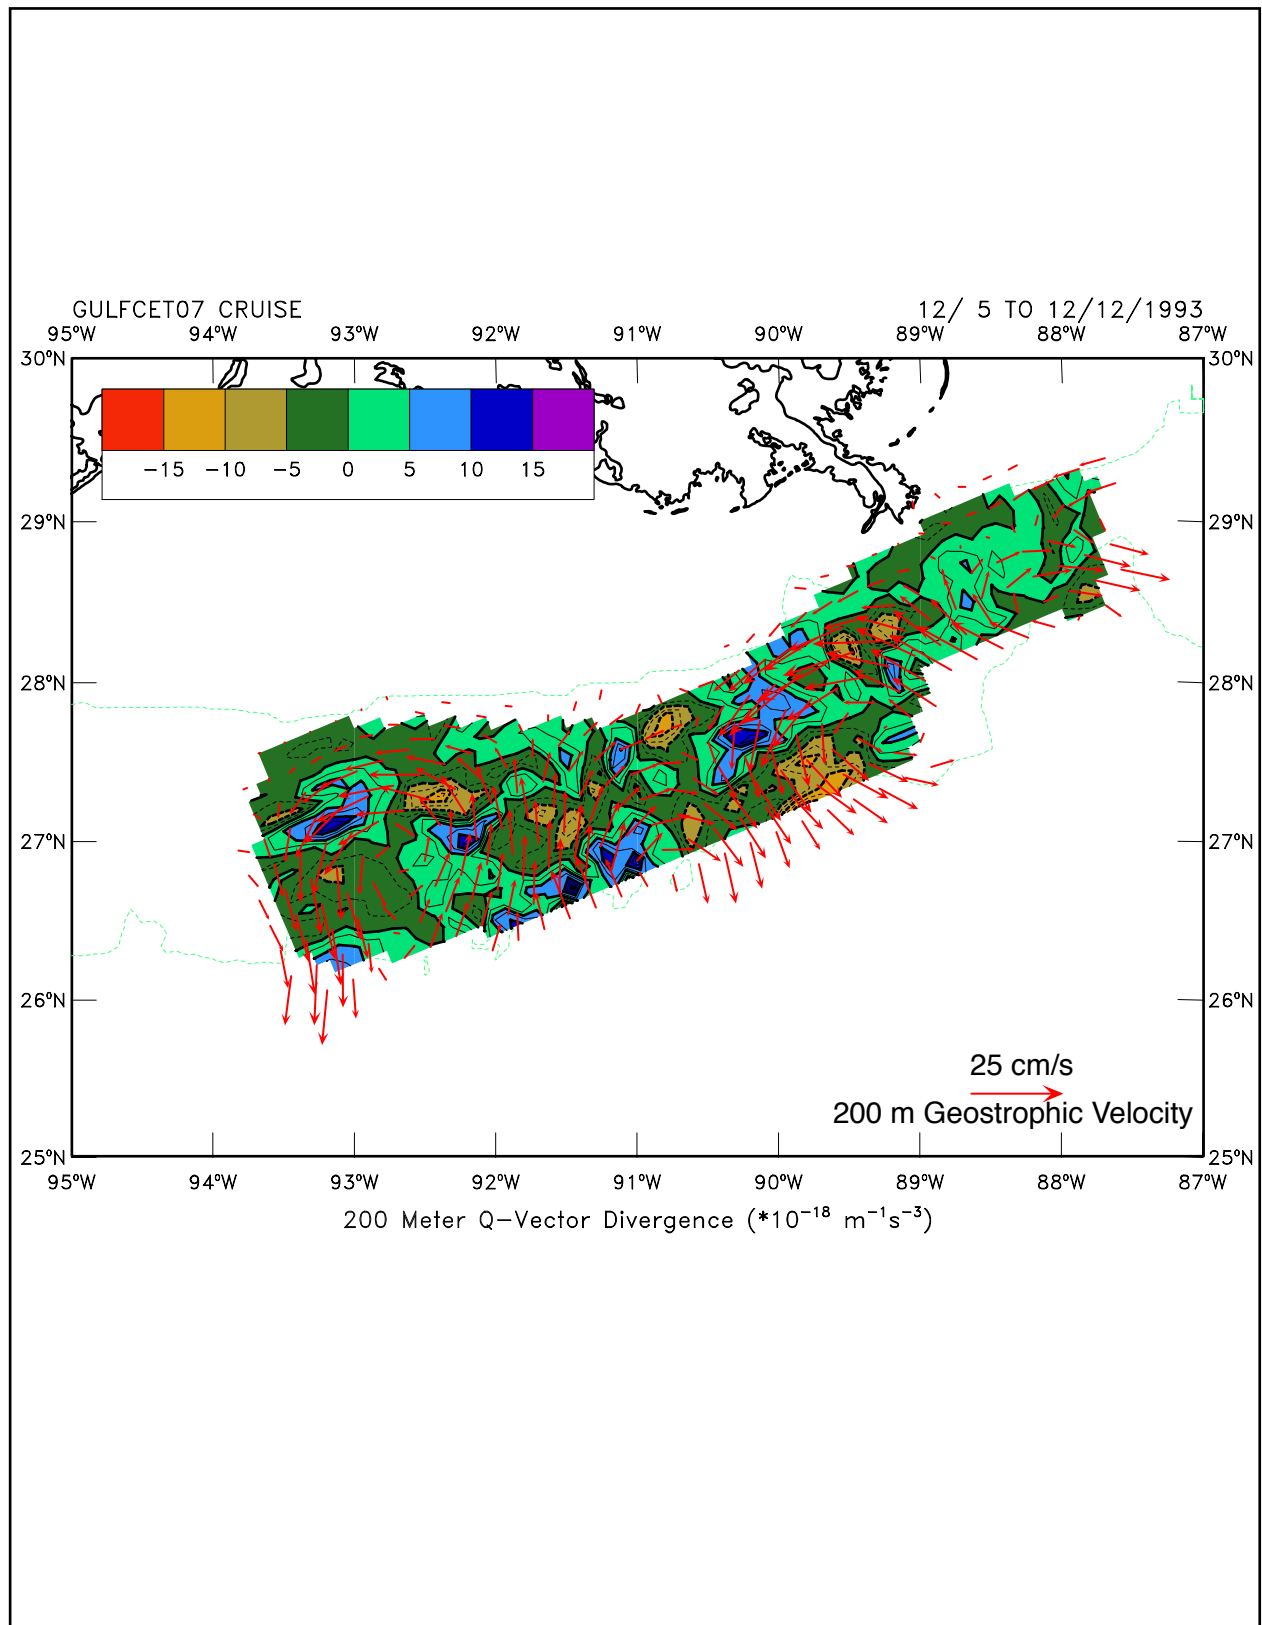 GULFCET07 CRUISE 12/ 5 TO 12/12/1993
95°W 94°W 93°W 92°W 91°W 90°W 89°W 88°W 87°W
30°N 30°N
−15 −10 −5 0 5 10 15
29°N 29°N
28°N 28°N
27°N 27°N
26°N 26°N
25 cm/s
200 m Geostrophic Velocity
25°N 25°N
95°W 94°W 93°W 92°W 91°W 90°W 89°W 88°W 87°W
200 Meter Q−Vector Divergence (*10⁻¹⁸ m⁻¹s⁻³)